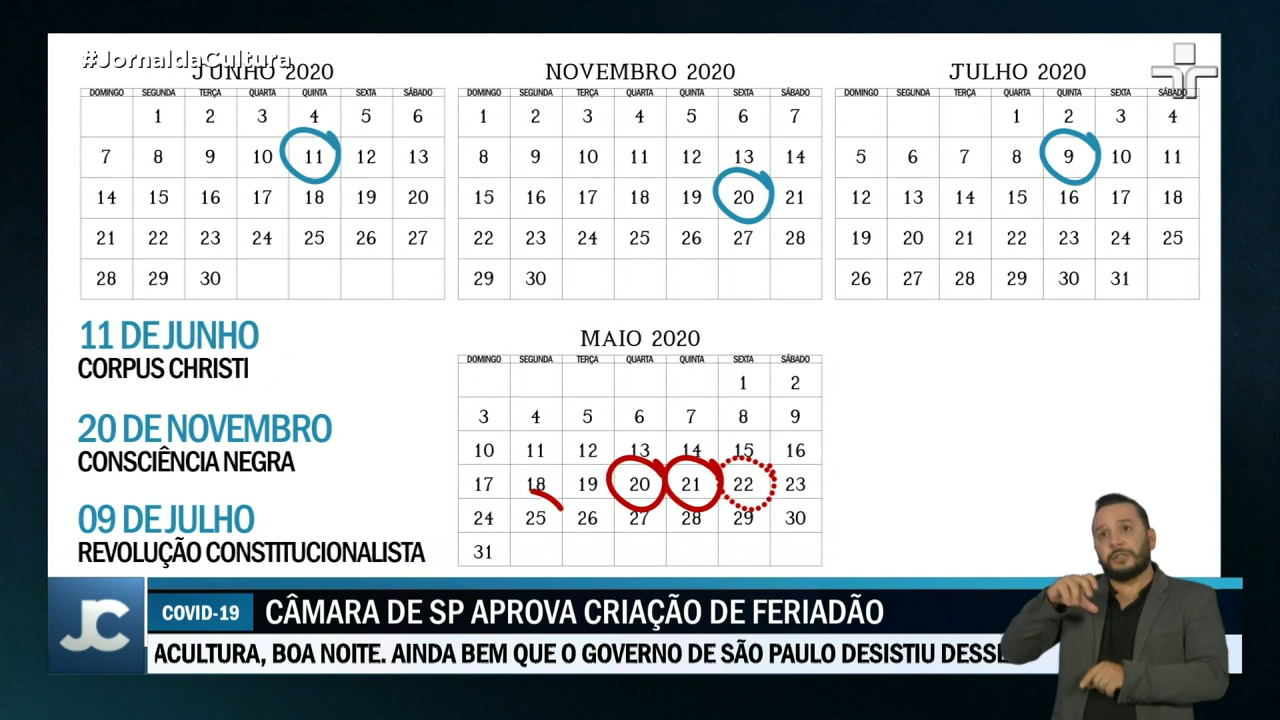 #JornaldaCultura
JUNHO 2020
DOMINGO SEGUNDA TERÇA QUARTA QUINTA SEXTA SÁBADO
1 2 3 4 5 6
7 8 9 10 11 12 13
14 15 16 17 18 19 20
21 22 23 24 25 26 27
28 29 30
NOVEMBRO 2020
DOMINGO SEGUNDA TERÇA QUARTA QUINTA SEXTA SÁBADO
1 2 3 4 5 6 7
8 9 10 11 12 13 14
15 16 17 18 19 20 21
22 23 24 25 26 27 28
29 30
JULHO 2020
DOMINGO SEGUNDA TERÇA QUARTA QUINTA SEXTA SÁBADO
1 2 3 4
5 6 7 8 9 10 11
12 13 14 15 16 17 18
19 20 21 22 23 24 25
26 27 28 29 30 31
11 DE JUNHO
CORPUS CHRISTI
20 DE NOVEMBRO
CONSCIÊNCIA NEGRA
09 DE JULHO
REVOLUÇÃO CONSTITUCIONALISTA
MAIO 2020
DOMINGO SEGUNDA TERÇA QUARTA QUINTA SEXTA SÁBADO
1 2
3 4 5 6 7 8 9
10 11 12 13 14 15 16
17 18 19 20 21 22 23
24 25 26 27 28 29 30
31
JC
COVID-19 CÂMARA DE SP APROVA CRIAÇÃO DE FERIADÃO
ACULTURA, BOA NOITE. AINDA BEM QUE O GOVERNO DE SÃO PAULO DESISTIU